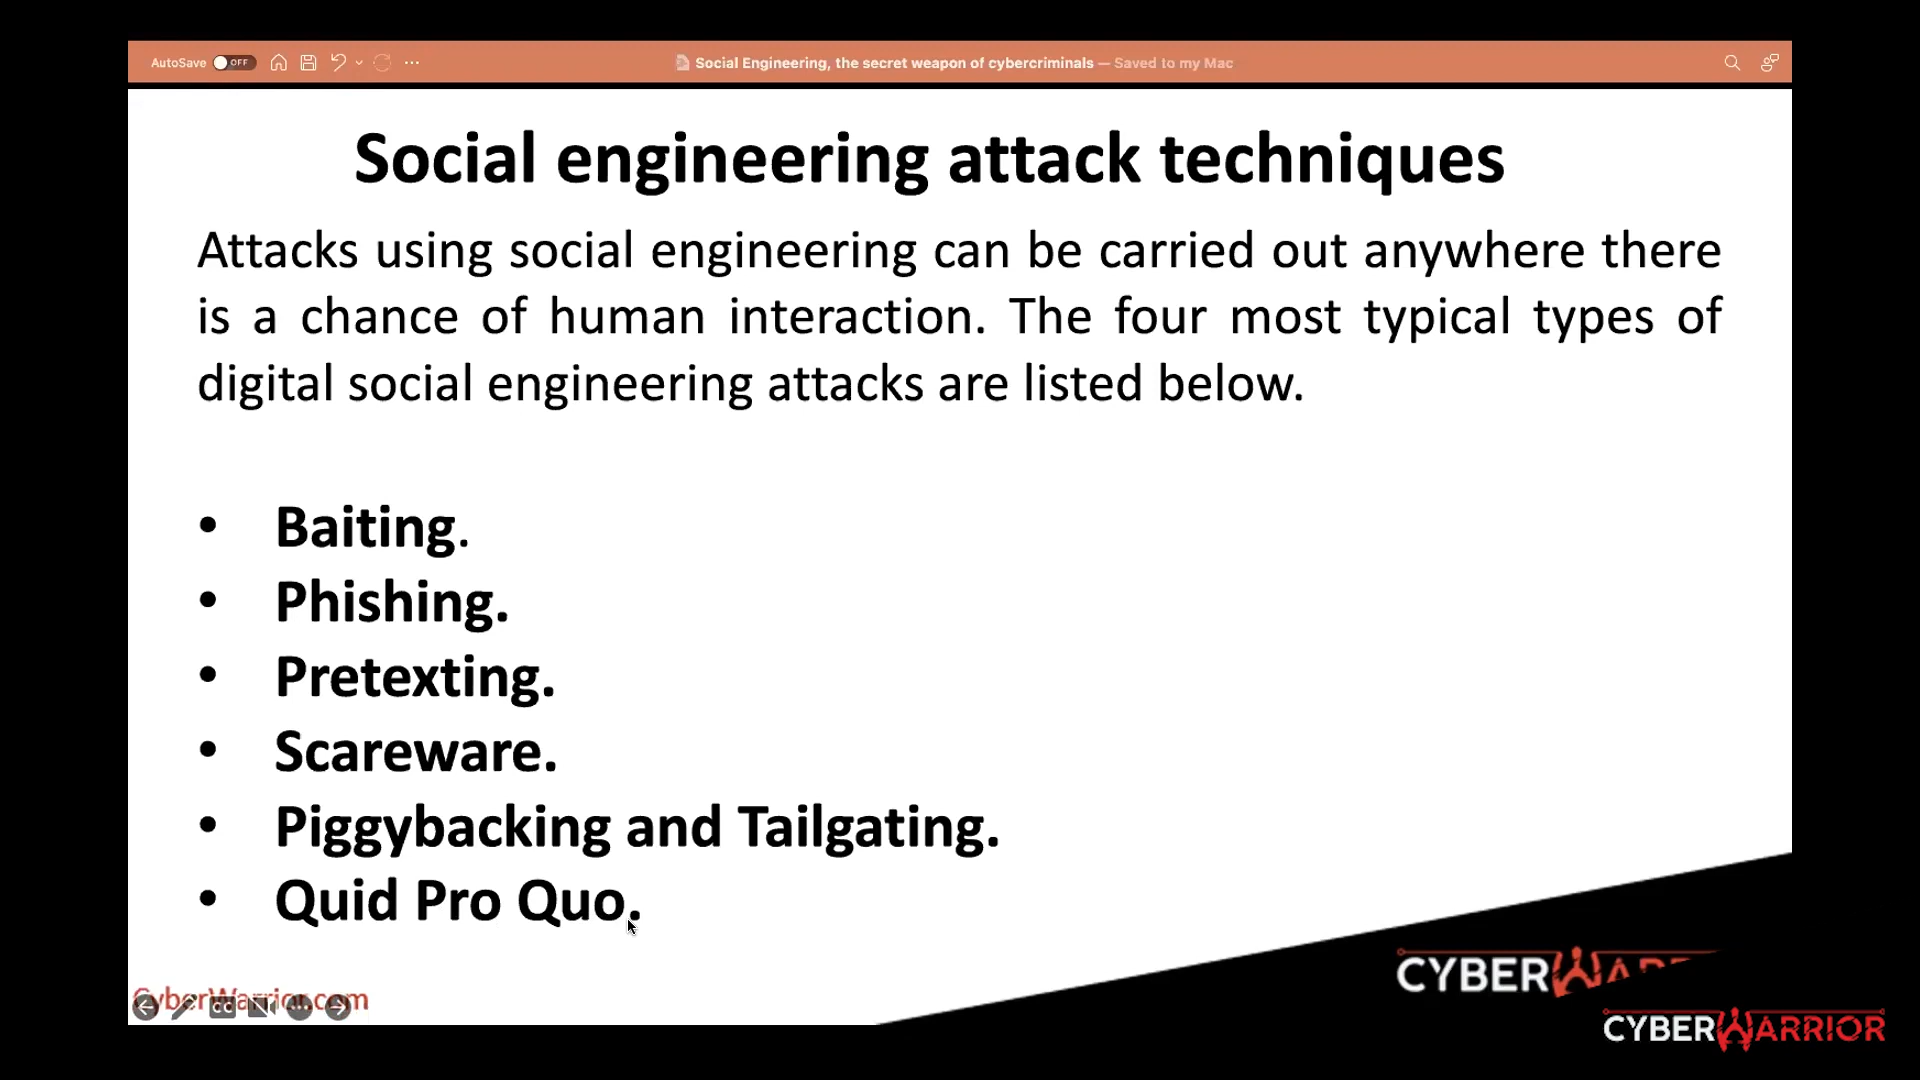 AutoSave OFF
Social Engineering, the secret weapon of cybercriminals — Saved to my Mac
Social engineering attack techniques
Attacks using social engineering can be carried out anywhere there
is a chance of human interaction. The four most typical types of
digital social engineering attacks are listed below.
• Baiting.
• Phishing.
• Pretexting.
• Scareware.
• Piggybacking and Tailgating.
• Quid Pro Quo.
CyberWarrior.com
CC
CYBERWARR
CYBERWARRIOR